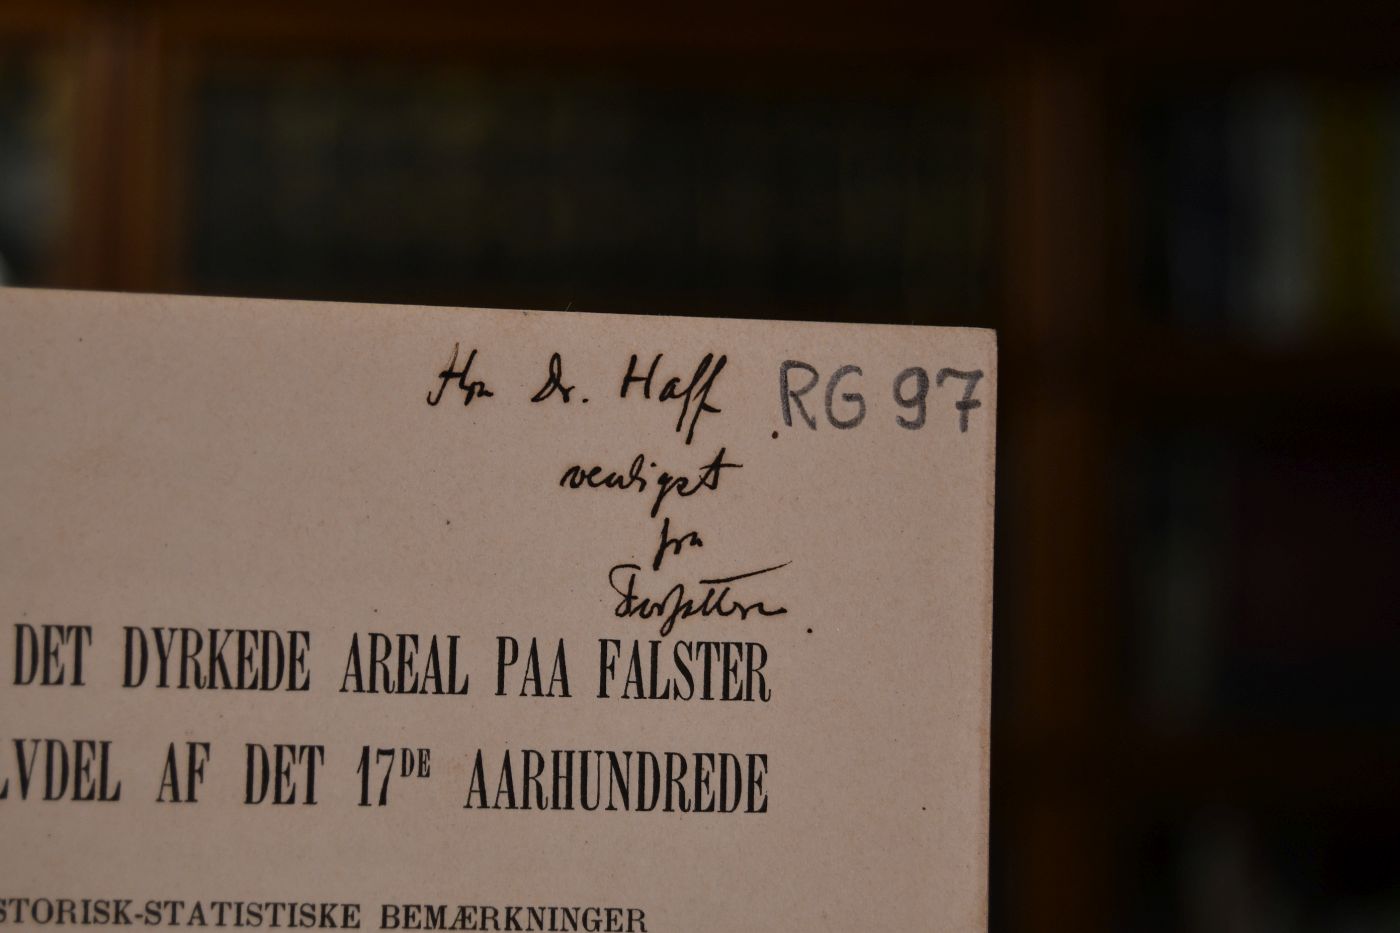 Hrn Dr. Haff RG 97
venligst
fra
Forfatteren
DET DYRKEDE AREAL PAA FALSTER
LVDEL AF DET 17DE AARHUNDREDE
STORISK-STATISTISKE BEMÆRKNINGER